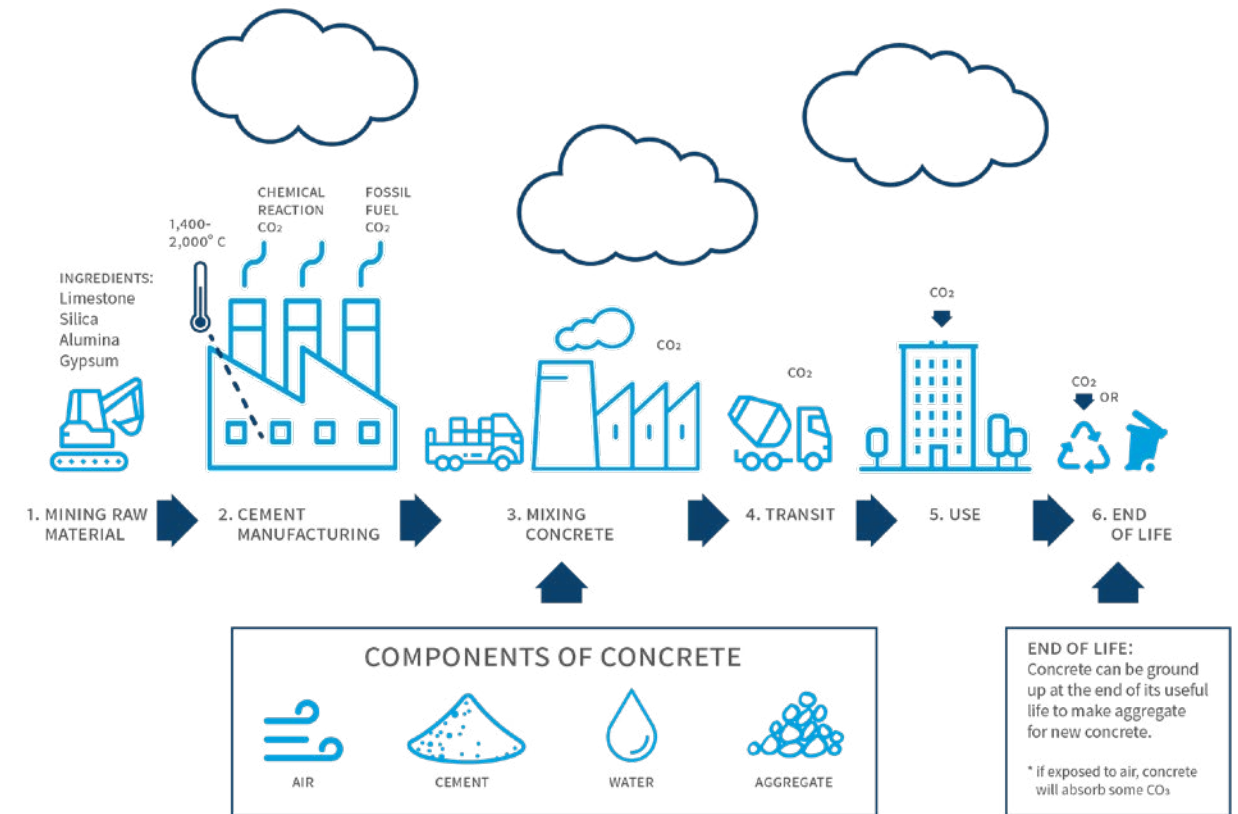 CHEMICAL
REACTION
CO₂
FOSSIL
FUEL
CO₂
1,400-
2,000° C
INGREDIENTS:
Limestone
Silica
Alumina
Gypsum
CO₂
CO₂
CO₂
CO₂
OR
1. MINING RAW
MATERIAL
2. CEMENT
MANUFACTURING
3. MIXING
CONCRETE
4. TRANSIT
5. USE
6. END
OF LIFE
COMPONENTS OF CONCRETE
AIR
CEMENT
WATER
AGGREGATE
END OF LIFE:
Concrete can be ground
up at the end of its useful
life to make aggregate
for new concrete.
* if exposed to air, concrete
will absorb some CO₃